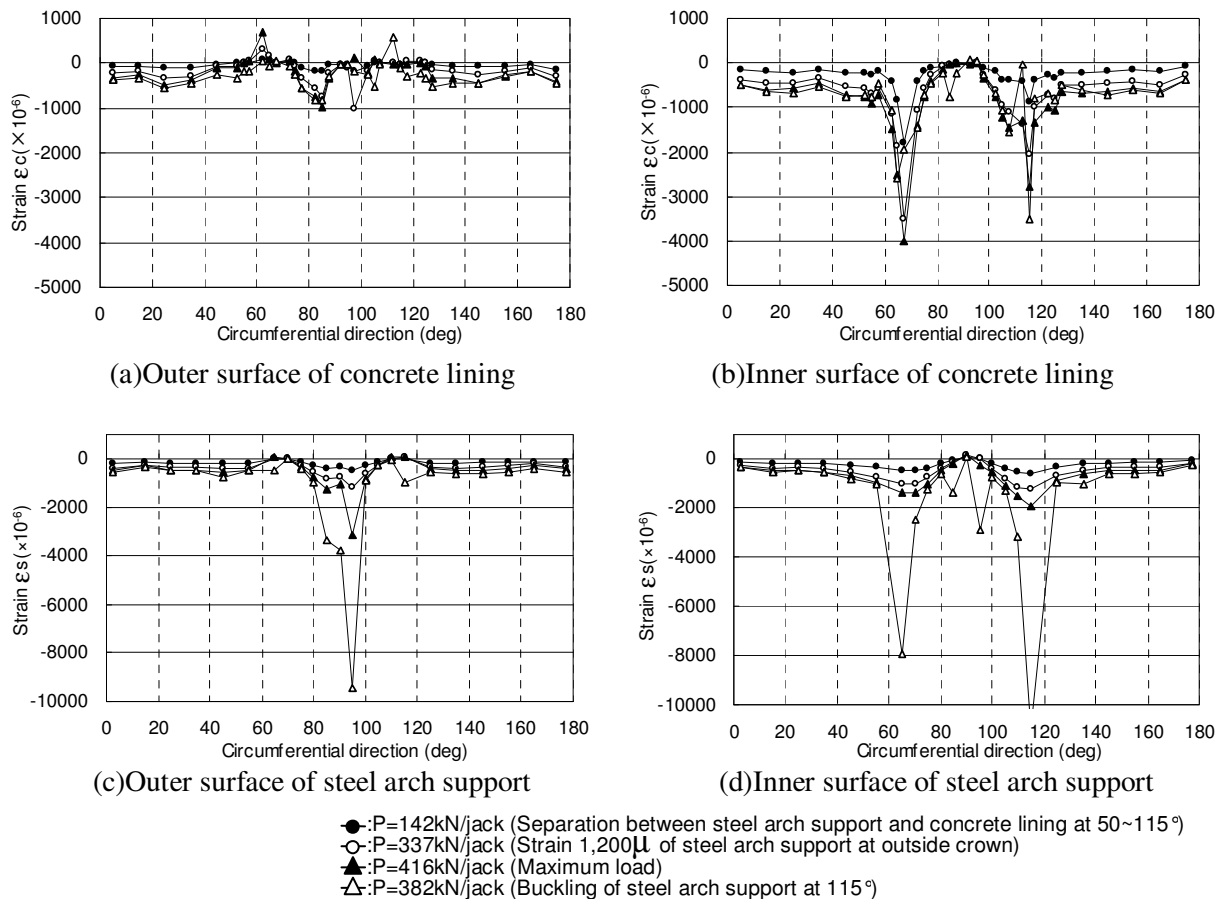 1000
0
-1000
-2000
-3000
-4000
-5000
Strain εc(×10⁻⁶)
0 20 40 60 80 100 120 140 160 180
Circumferential direction (deg)
(a)Outer surface of concrete lining
1000
0
-1000
-2000
-3000
-4000
-5000
Strain εc(×10⁻⁶)
0 20 40 60 80 100 120 140 160 180
Circumferential direction (deg)
(b)Inner surface of concrete lining
0
-2000
-4000
-6000
-8000
-10000
Strain εs(×10⁻⁶)
0 20 40 60 80 100 120 140 160 180
Circumferential direction (deg)
(c)Outer surface of steel arch support
0
-2000
-4000
-6000
-8000
-10000
Strain εs(×10⁻⁶)
0 20 40 60 80 100 120 140 160 180
Circumferential direction (deg)
(d)Inner surface of steel arch support
:P=142kN/jack (Separation between steel arch support and concrete lining at 50~115°)
:P=337kN/jack (Strain 1,200μ of steel arch support at outside crown)
:P=416kN/jack (Maximum load)
:P=382kN/jack (Buckling of steel arch support at 115°)